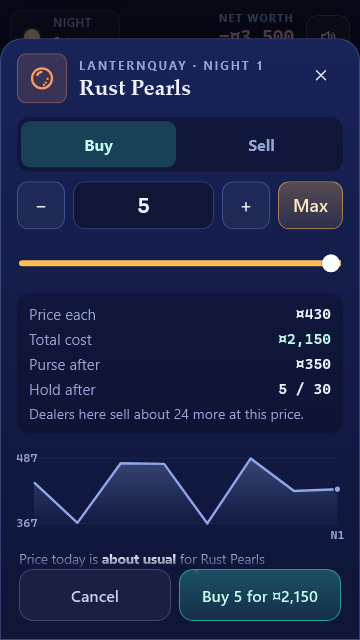 NIGHT
NET WORTH
−¤3,500
LANTERNQUAY · NIGHT 1
Rust Pearls
×
Buy
Sell
−
5
+
Max
Price each
¤430
Total cost
¤2,150
Purse after
¤350
Hold after
5 / 30
Dealers here sell about 24 more at this price.
487
367
N1
Price today is about usual for Rust Pearls
Cancel
Buy 5 for ¤2,150